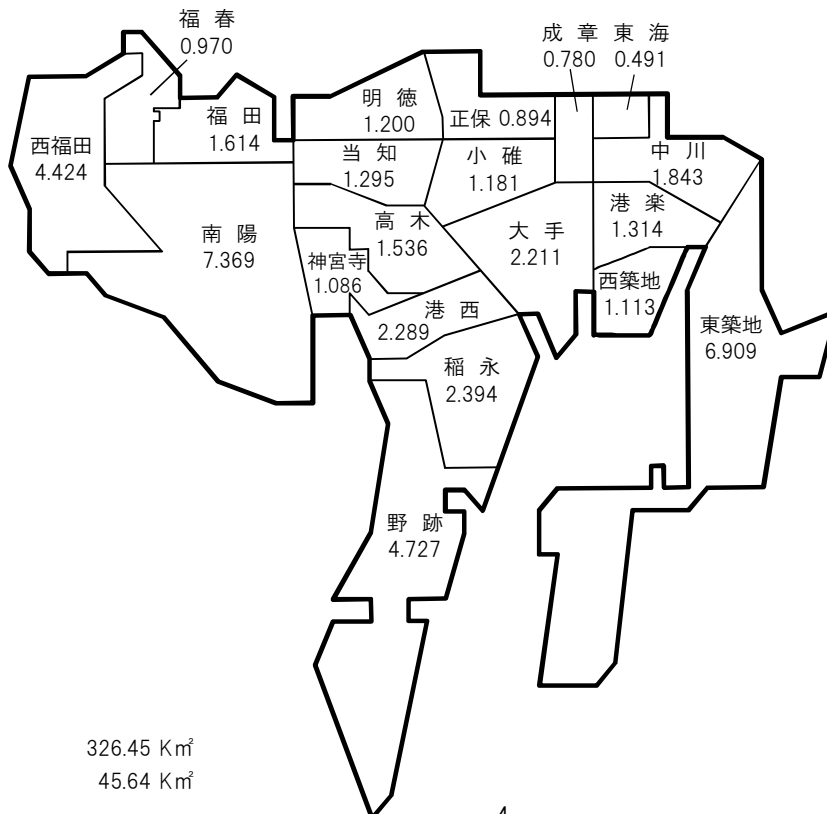 福春
0.970
成章
0.780
東海
0.491
西福田
4.424
福田
1.614
明徳
1.200
正保 0.894
当知
1.295
小碓
1.181
中川
1.843
南陽
7.369
高木
1.536
神宮寺
1.086
大手
2.211
港楽
1.314
西築地
1.113
港西
2.289
東築地
6.909
稲永
2.394
野跡
4.727
326.45 K㎡
45.64 K㎡